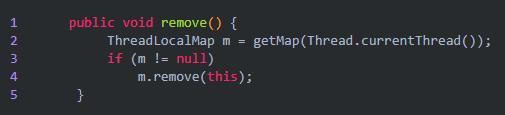 1 public void remove() {
2 ThreadLocalMap m = getMap(Thread.currentThread());
3 if (m != null)
4 m.remove(this);
5 }